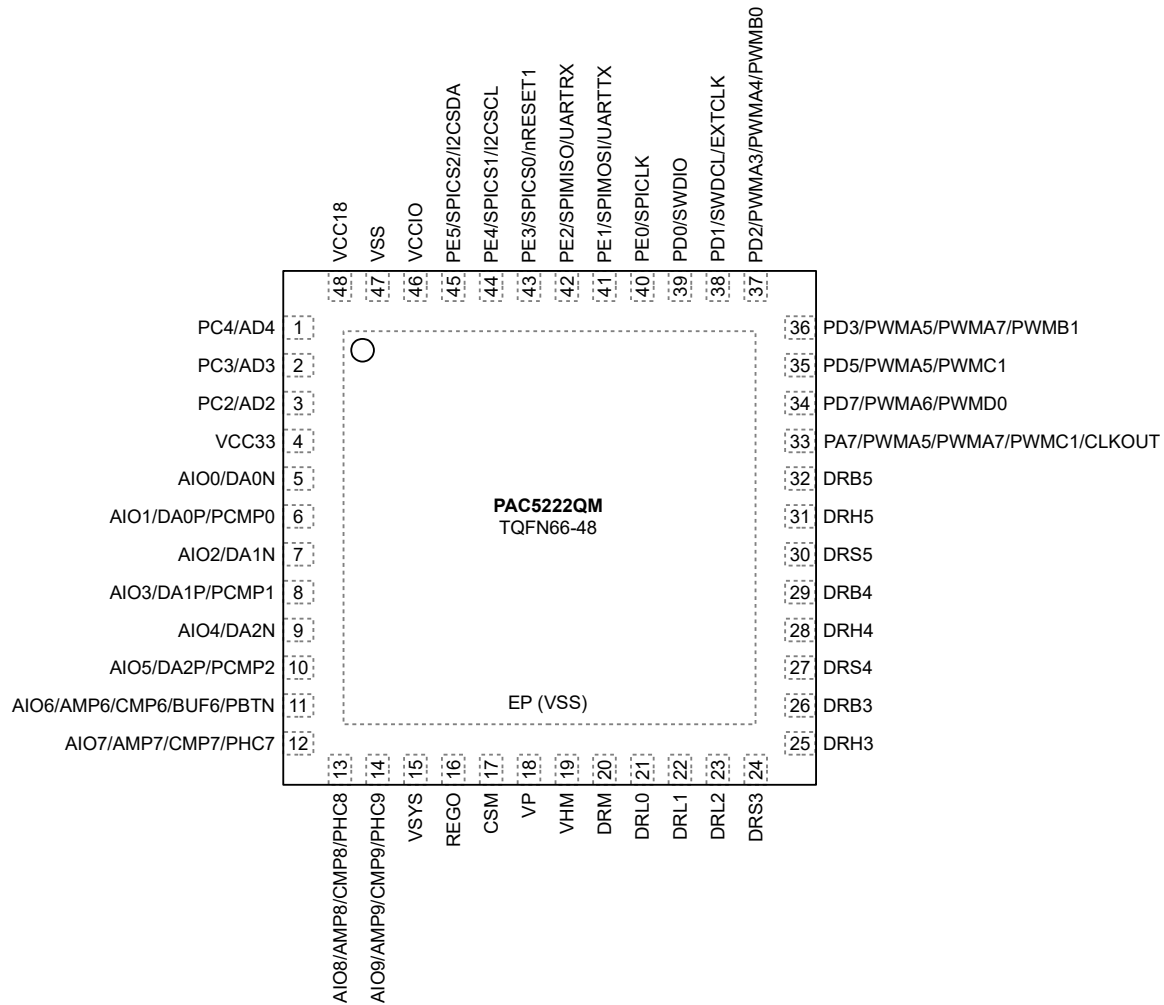 VCC18
VSS
VCCIO
PE5/SPICS2/I2CSDA
PE4/SPICS1/I2CSCL
PE3/SPICS0/nRESET1
PE2/SPIMISO/UARTRX
PE1/SPIMOSI/UARTTX
PE0/SPICLK
PD0/SWDIO
PD1/SWDCL/EXTCLK
PD2/PWMA3/PWMA4/PWMB0
48 47 46 45 44 43 42 41 40 39 38 37
PC4/AD4 1
PC3/AD3 2
PC2/AD2 3
VCC33 4
AIO0/DA0N 5
AIO1/DA0P/PCMP0 6
AIO2/DA1N 7
AIO3/DA1P/PCMP1 8
AIO4/DA2N 9
AIO5/DA2P/PCMP2 10
AIO6/AMP6/CMP6/BUF6/PBTN 11
AIO7/AMP7/CMP7/PHC7 12
PAC5222QM
TQFN66-48
EP (VSS)
36 PD3/PWMA5/PWMA7/PWMB1
35 PD5/PWMA5/PWMC1
34 PD7/PWMA6/PWMD0
33 PA7/PWMA5/PWMA7/PWMC1/CLKOUT
32 DRB5
31 DRH5
30 DRS5
29 DRB4
28 DRH4
27 DRS4
26 DRB3
25 DRH3
13 14 15 16 17 18 19 20 21 22 23 24
AIO8/AMP8/CMP8/PHC8
AIO9/AMP9/CMP9/PHC9
VSYS
REGO
CSM
VP
VHM
DRM
DRL0
DRL1
DRL2
DRS3